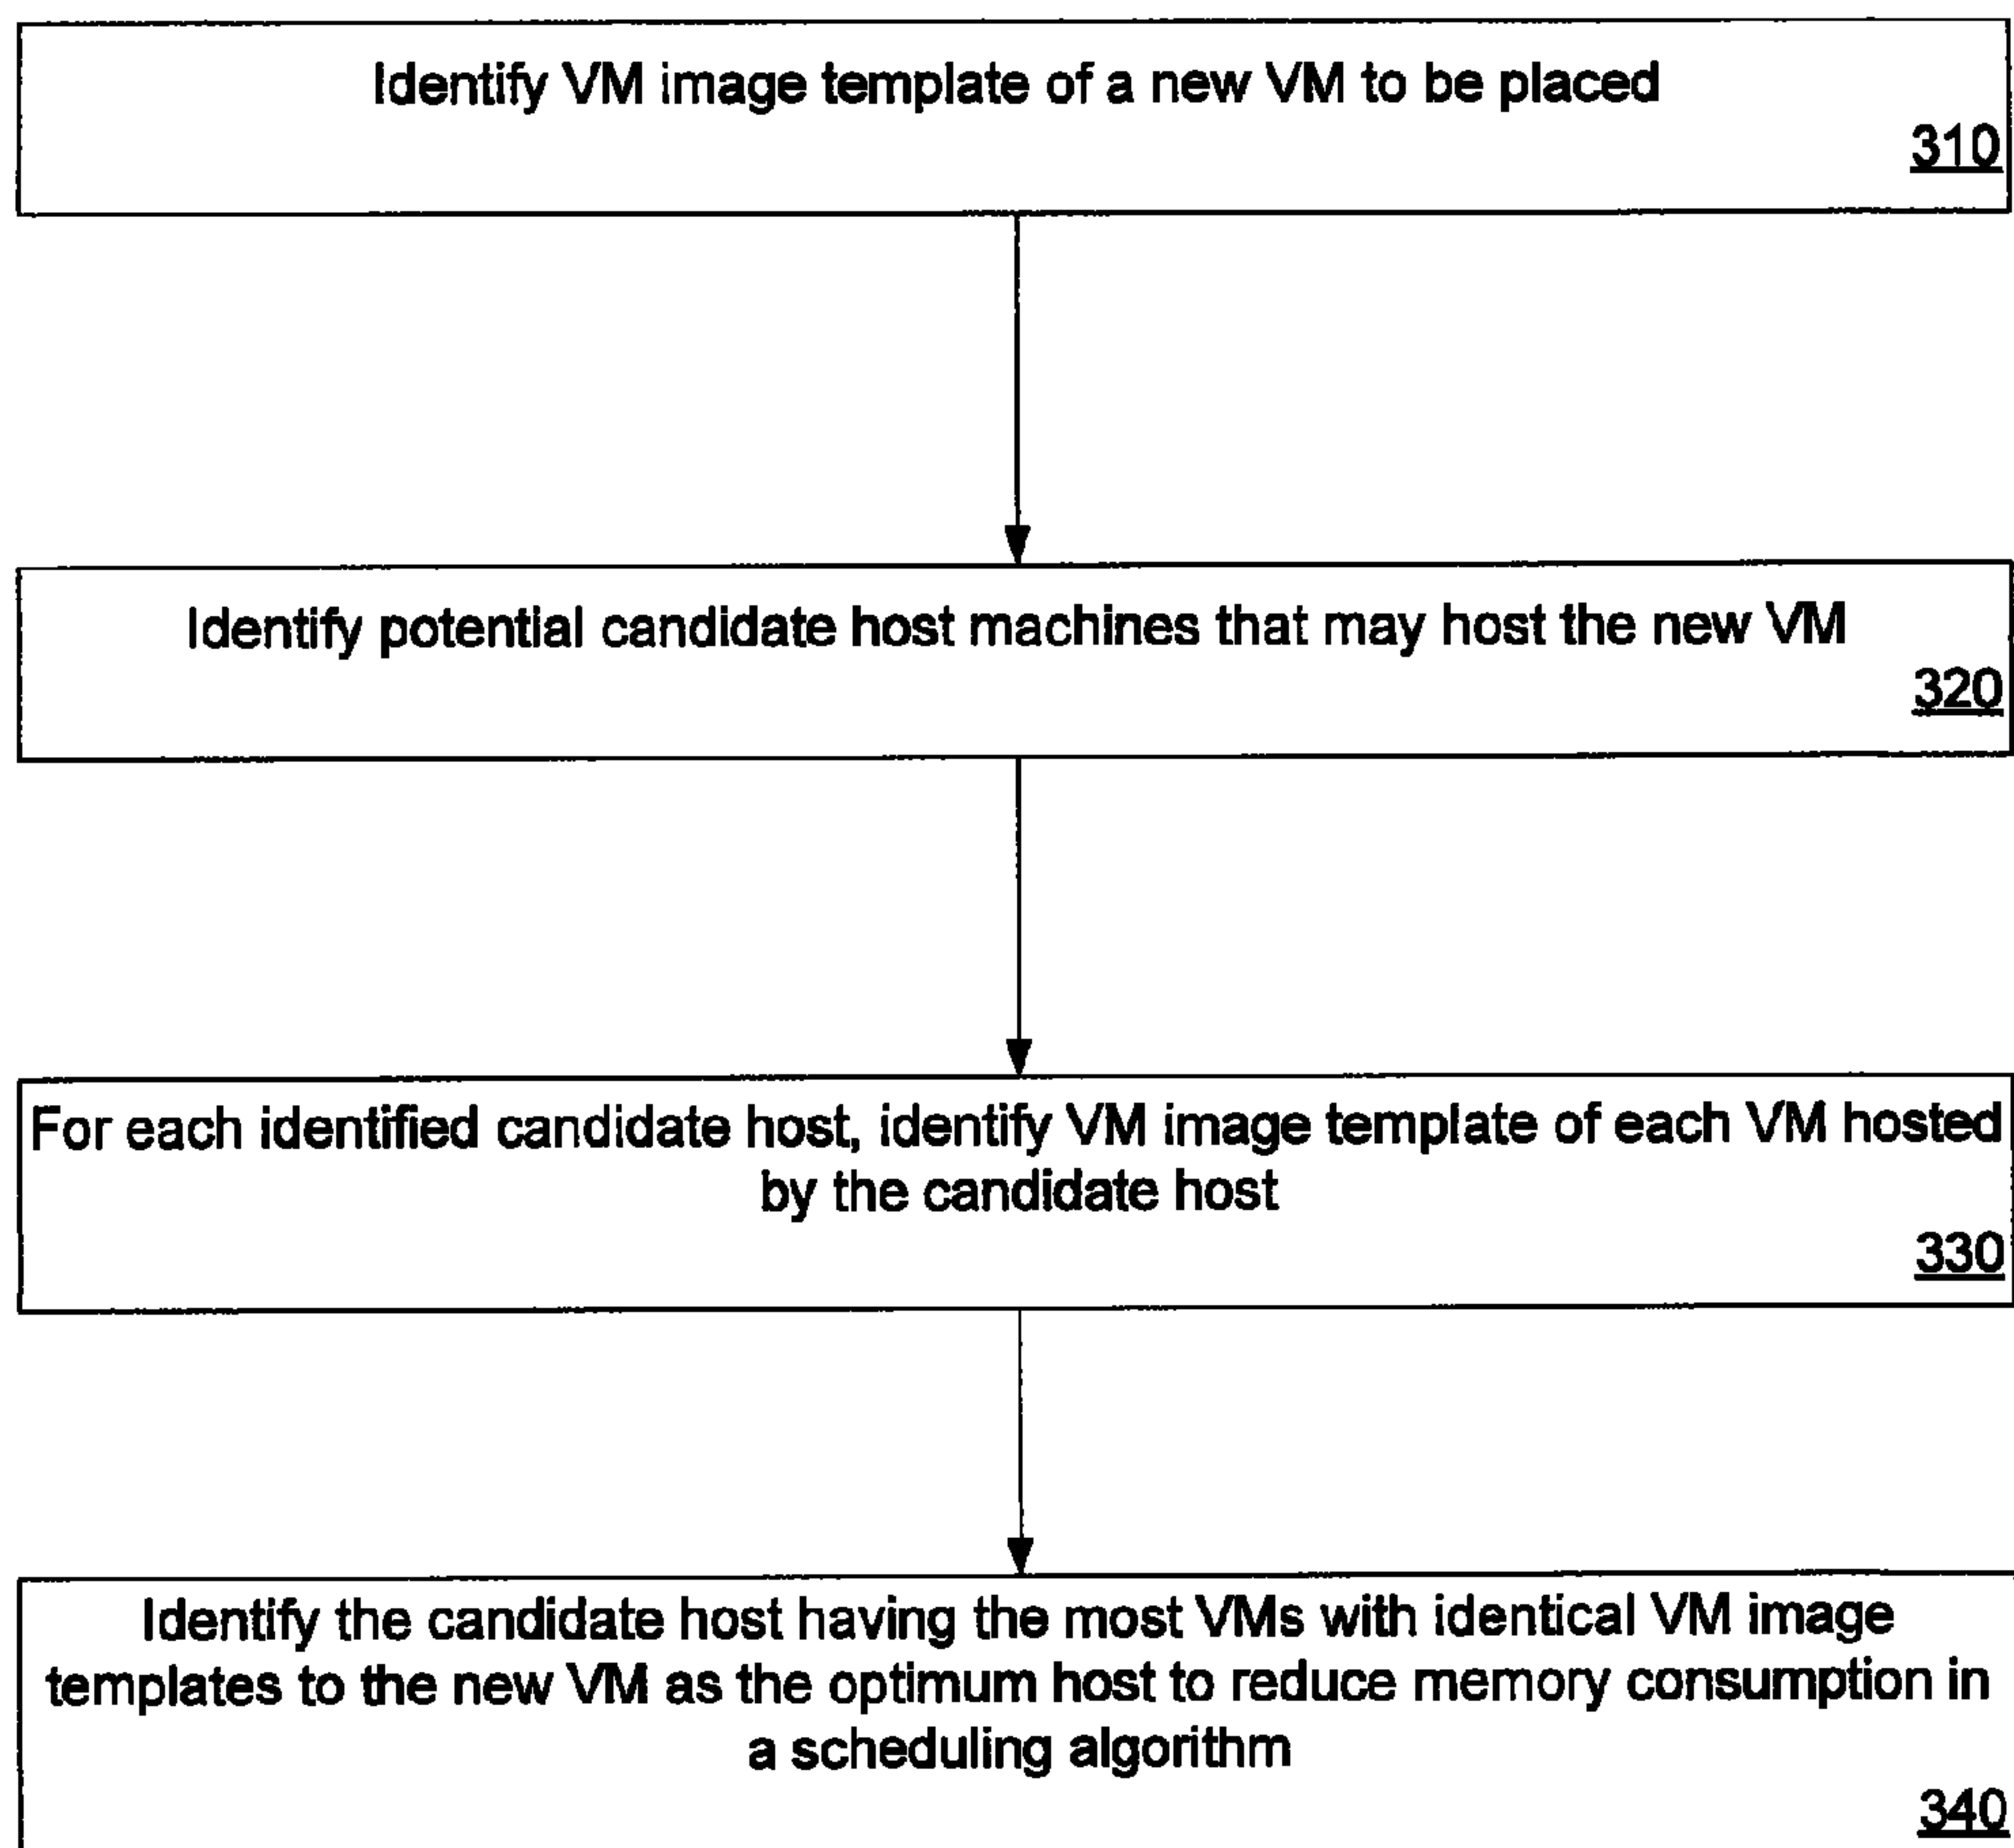 Identify VM image template of a new VM to be placed
310
Identify potential candidate host machines that may host the new VM
320
For each identified candidate host, identify VM image template of each VM hosted
by the candidate host
330
Identify the candidate host having the most VMs with identical VM image
templates to the new VM as the optimum host to reduce memory consumption in
a scheduling algorithm
340